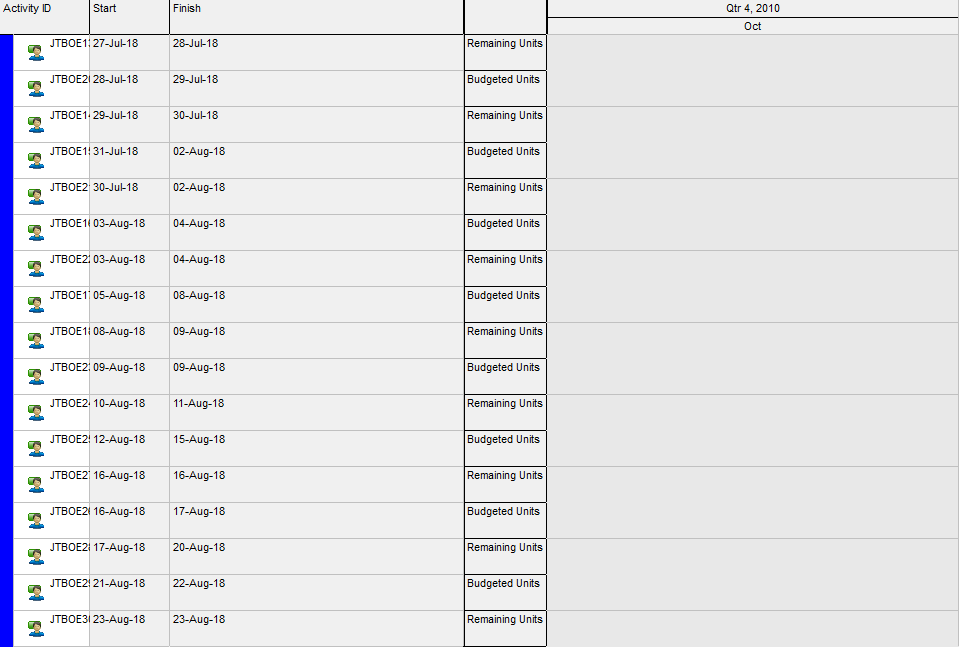 Activity ID Start Finish Qtr 4, 2010
Oct
JTBOE1 27-Jul-18 28-Jul-18 Remaining Units
JTBOE2 28-Jul-18 29-Jul-18 Budgeted Units
JTBOE1 29-Jul-18 30-Jul-18 Remaining Units
JTBOE1 31-Jul-18 02-Aug-18 Budgeted Units
JTBOE2 30-Jul-18 02-Aug-18 Remaining Units
JTBOE1 03-Aug-18 04-Aug-18 Budgeted Units
JTBOE2 03-Aug-18 04-Aug-18 Remaining Units
JTBOE1 05-Aug-18 08-Aug-18 Budgeted Units
JTBOE1 08-Aug-18 09-Aug-18 Remaining Units
JTBOE2 09-Aug-18 09-Aug-18 Budgeted Units
JTBOE2 10-Aug-18 11-Aug-18 Remaining Units
JTBOE2 12-Aug-18 15-Aug-18 Budgeted Units
JTBOE2 16-Aug-18 16-Aug-18 Remaining Units
JTBOE2 16-Aug-18 17-Aug-18 Budgeted Units
JTBOE2 17-Aug-18 20-Aug-18 Remaining Units
JTBOE2 21-Aug-18 22-Aug-18 Budgeted Units
JTBOE3 23-Aug-18 23-Aug-18 Remaining Units